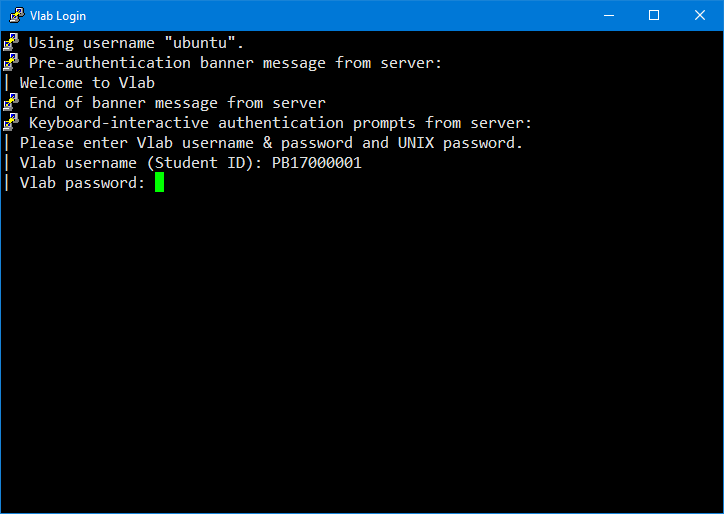 Vlab Login
Using username "ubuntu".
Pre-authentication banner message from server:
| Welcome to Vlab
End of banner message from server
Keyboard-interactive authentication prompts from server:
| Please enter Vlab username & password and UNIX password.
| Vlab username (Student ID): PB17000001
| Vlab password: